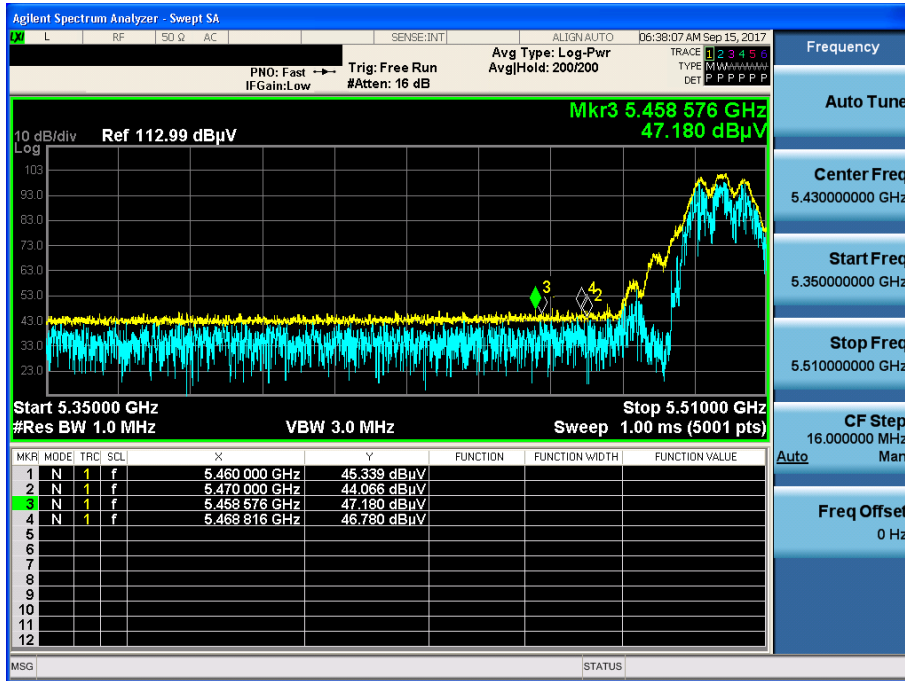 Agilent Spectrum Analyzer - Swept SA
LXI L RF 50 Ω AC SENSE:INT ALIGN AUTO 06:38:07 AM Sep 15, 2017
PNO: Fast Trig: Free Run Avg Type: Log-Pwr TRACE 1 2 3 4 5 6
IFGain:Low #Atten: 16 dB Avg|Hold: 200/200 TYPE M W
DET P P P P P P
Mkr3 5.458 576 GHz
10 dB/div Ref 112.99 dBµV 47.180 dBµV
Log
103
93.0
83.0
73.0
63.0
53.0
43.0
33.0
23.0
3 4 2
Start 5.35000 GHz Stop 5.51000 GHz
#Res BW 1.0 MHz VBW 3.0 MHz Sweep 1.00 ms (5001 pts)
MKR MODE TRC SCL X Y FUNCTION FUNCTION WIDTH FUNCTION VALUE
1 N 1 f 5.460 000 GHz 45.339 dBµV
2 N 1 f 5.470 000 GHz 44.066 dBµV
3 N 1 f 5.458 576 GHz 47.180 dBµV
4 N 1 f 5.468 816 GHz 46.780 dBµV
5
6
7
8
9
10
11
12
MSG STATUS
Frequency
Auto Tune
Center Freq
5.430000000 GHz
Start Freq
5.350000000 GHz
Stop Freq
5.510000000 GHz
CF Step
16.000000 MHz
Auto Man
Freq Offset
0 Hz